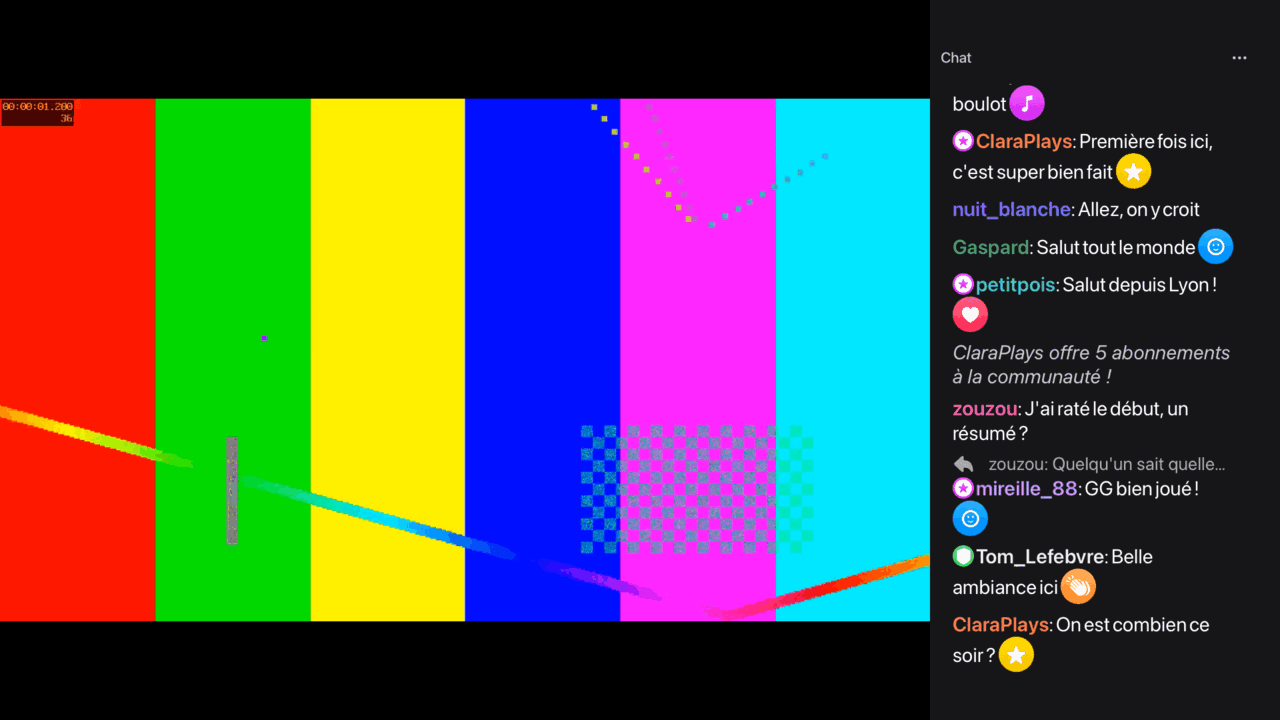 00:00:01.200
36
Chat
boulot
ClaraPlays: Première fois ici,
c'est super bien fait
nuit_blanche: Allez, on y croit
Gaspard: Salut tout le monde
petitpois: Salut depuis Lyon !
ClaraPlays offre 5 abonnements
à la communauté !
zouzou: J'ai raté le début, un
résumé ?
zouzou: Quelqu'un sait quelle...
mireille_88: GG bien joué !
Tom_Lefebvre: Belle
ambiance ici
ClaraPlays: On est combien ce
soir ?